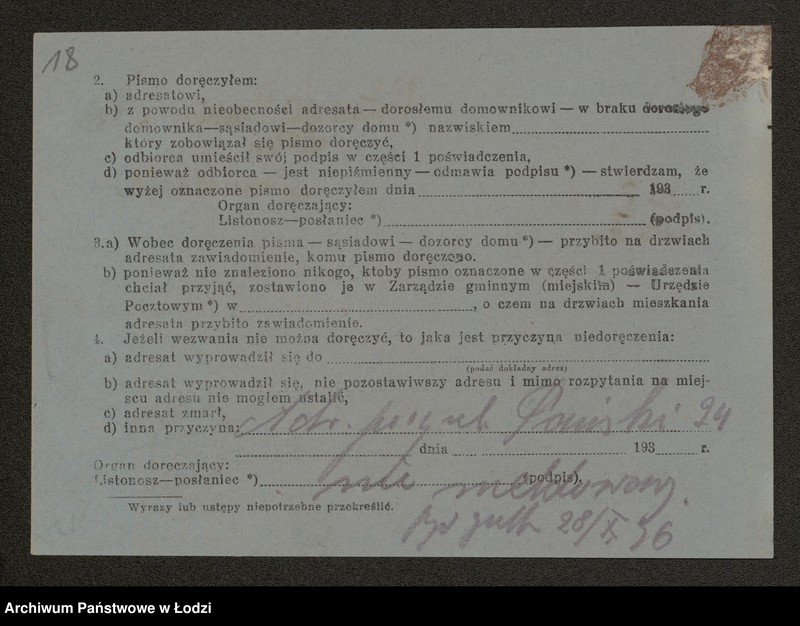 18
2. Pismo doręczyłem:
a) adresatowi,
b) z powodu nieobecności adresata — dorosłemu domownikowi — w braku dorosłego
domownika—sąsiadowi—dozorcy domu *) nazwiskiem
który zobowiązał się pismo doręczyć,
c) odbiorca umieścił swój podpis w części 1 poświadczenia,
d) ponieważ odbiorca — jest niepiśmienny — odmawia podpisu *) — stwierdzam, że
wyżej oznaczone pismo doręczyłem dnia 193 r.
Organ doręczający:
Listonosz—posłaniec *) (podpis).
3. a) Wobec doręczenia pisma — sąsiadowi — dozorcy domu *) — przybito na drzwiach
adresata zawiadomienie, komu pismo doręczono.
b) ponieważ nie znaleziono nikogo, ktoby pismo oznaczone w części 1 poświadczenia
chciał przyjąć, zostawiono je w Zarządzie gminnym (miejskim) — Urzędzie
Pocztowym *) w , o czem na drzwiach mieszkania
adresata przybito zawiadomienie.
4. Jeżeli wezwania nie można doręczyć, to jaka jest przyczyna niedoręczenia:
a) adresat wyprowadził się do
(podać dokładny adres)
b) adresat wyprowadził się, nie pozostawiwszy adresu i mimo rozpytania na miej-
scu adresu nie mogłem ustalić,
c) adresat zmarł,
d) inna przyczyna: Adr. 24
dnia 193 r.
Organ doręczający:
Listonosz—posłaniec *) (podpis).
nie meldowany.
Wyrazy lub ustępy niepotrzebne przekreślić.
28/X 36
Archiwum Państwowe w Łodzi